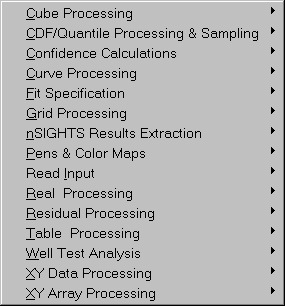 Cube Processing
CDF/Quantile Processing & Sampling
Confidence Calculations
Curve Processing
Fit Specification
Grid Processing
nSIGHTS Results Extraction
Pens & Color Maps
Read Input
Real  Processing
Residual Processing
Table  Processing
Well Test Analysis
XY Data Processing
XY Array Processing